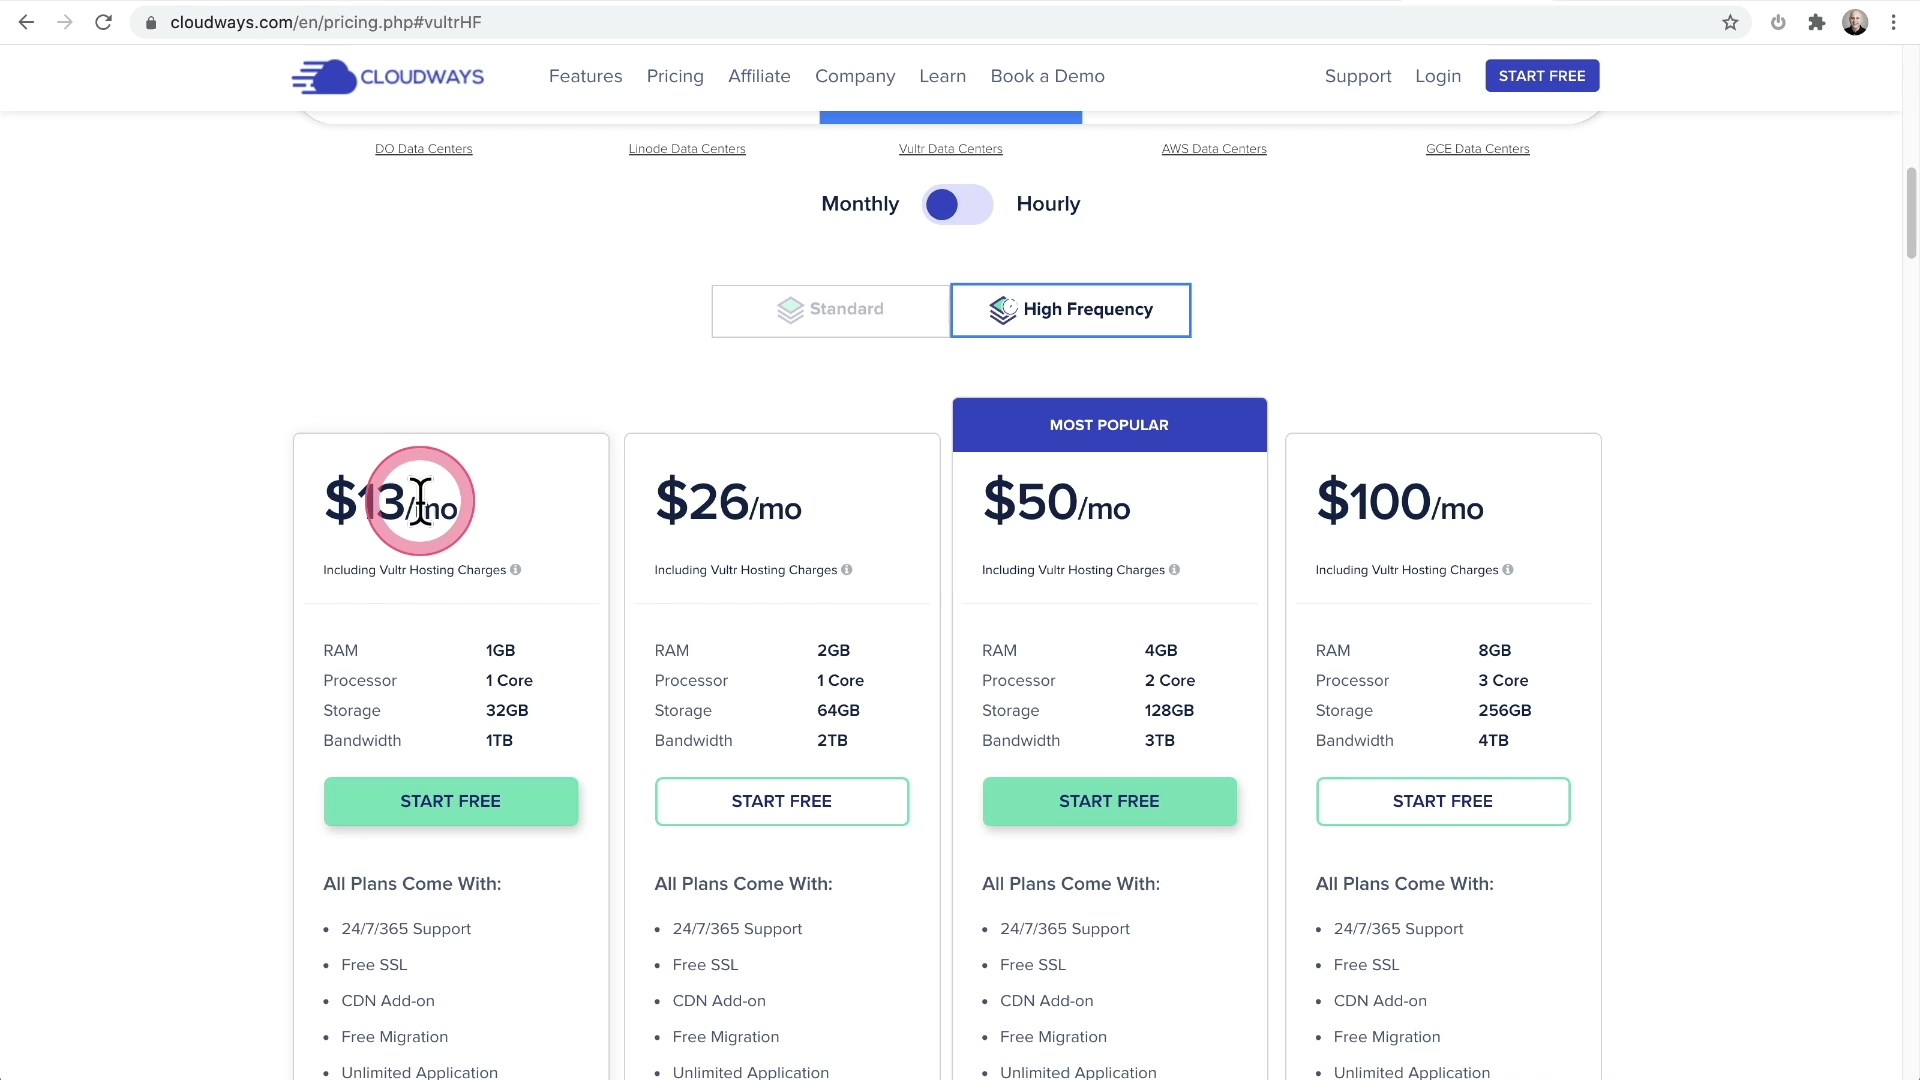 cloudways.com/en/pricing.php#vultrHF
CLOUDWAYS
Features Pricing Affiliate Company Learn Book a Demo Support Login START FREE
DO Data Centers Linode Data Centers Vultr Data Centers AWS Data Centers GCE Data Centers
Monthly Hourly
Standard High Frequency
MOST POPULAR
$13/mo $26/mo $50/mo $100/mo
Including Vultr Hosting Charges Including Vultr Hosting Charges Including Vultr Hosting Charges Including Vultr Hosting Charges
RAM 1GB RAM 2GB RAM 4GB RAM 8GB
Processor 1 Core Processor 1 Core Processor 2 Core Processor 3 Core
Storage 32GB Storage 64GB Storage 128GB Storage 256GB
Bandwidth 1TB Bandwidth 2TB Bandwidth 3TB Bandwidth 4TB
START FREE START FREE START FREE START FREE
All Plans Come With: All Plans Come With: All Plans Come With: All Plans Come With:
• 24/7/365 Support • 24/7/365 Support • 24/7/365 Support • 24/7/365 Support
• Free SSL • Free SSL • Free SSL • Free SSL
• CDN Add-on • CDN Add-on • CDN Add-on • CDN Add-on
• Free Migration • Free Migration • Free Migration • Free Migration
• Unlimited Application • Unlimited Application • Unlimited Application • Unlimited Application